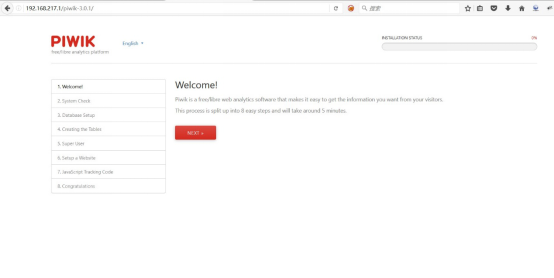 192.168.217.1/piwik-3.0.1/
搜索
PIWIK
free/libre analytics platform
English
INSTALLATION STATUS
0%
1. Welcome!
2. System Check
3. Database Setup
4. Creating the Tables
5. Super User
6. Setup a Website
7. JavaScript Tracking Code
8. Congratulations
Welcome!
Piwik is a free/libre web analytics software that makes it easy to get the information you want from your visitors.
This process is split up into 8 easy steps and will take around 5 minutes.
NEXT »